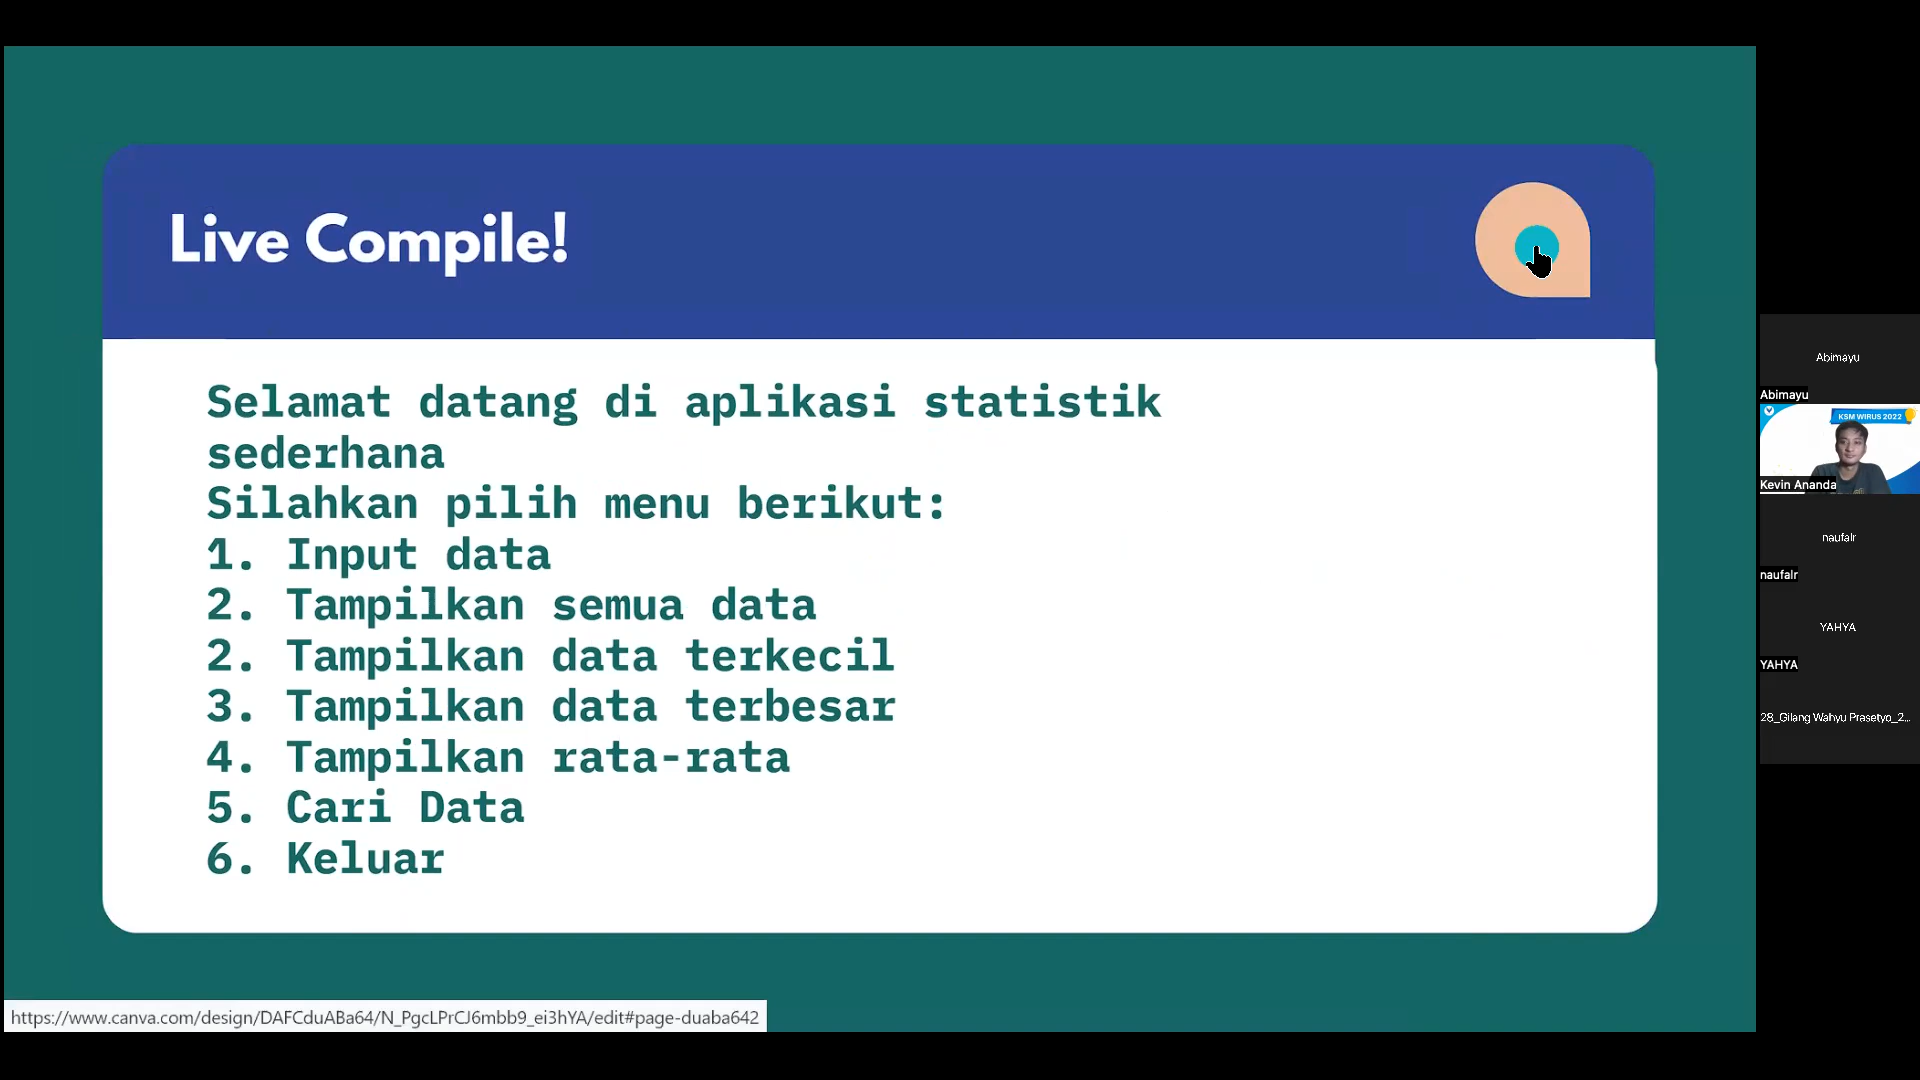 Live Compile!
Selamat datang di aplikasi statistik
sederhana
Silahkan pilih menu berikut:
1. Input data
2. Tampilkan semua data
2. Tampilkan data terkecil
3. Tampilkan data terbesar
4. Tampilkan rata-rata
5. Cari Data
6. Keluar
https://www.canva.com/design/DAFCduABa64/N_PgcLPrCJ6mbb9_ei3hYA/edit#page-duaba642
Abimayu
Abimayu
KSM WIRUS 2022
Kevin Ananda
naufalr
naufalr
YAHYA
YAHYA
28_Gilang Wahyu Prasetyo_2...